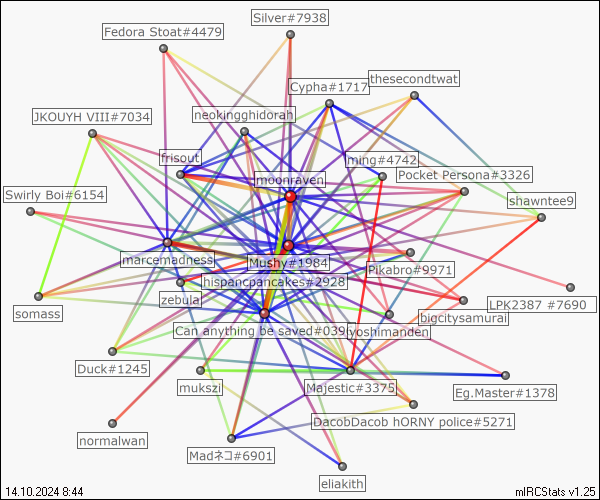 Silver#7938
Fedora Stoat#4479
thesecondtwat
Cypha#1717
JKOUYH VIII#7034
neokingghidorah
frisout
ming#4742
moonraven
Pocket Persona#3326
Swirly Boi#6154
shawntee9
marcemadness
Mushy#1984
Pikabro#9971
hispancpancakes#2928
zebula
LPK2387 #7690
somass
bigcitysamurai
Can anything be saved#039
yoshimanden
Duck#1245
mukszi
Majestic#3375
Eg.Master#1378
DacobDacob hORNY police#5271
normalwan
Madネコ#6901
eliakith
14.10.2024 8:44
mIRCStats v1.25